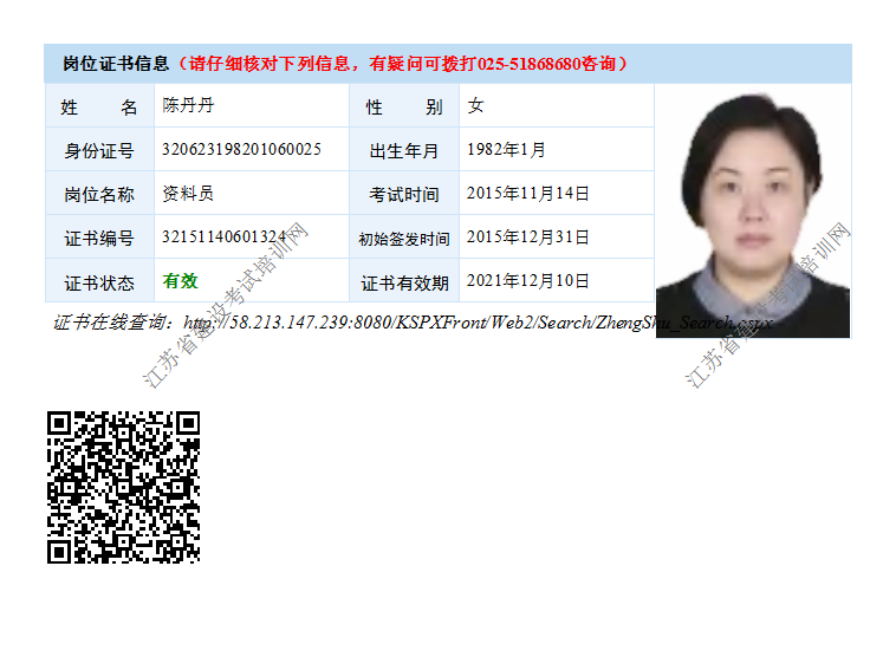 岗位证书信息（请仔细核对下列信息，有疑问可拨打025-51868680咨询）
姓 名 陈丹丹 性 别 女
身份证号 320623198201060025 出生年月 1982年1月
岗位名称 资料员 考试时间 2015年11月14日
证书编号 32151140601324 初始签发时间 2015年12月31日
证书状态 有效 证书有效期 2021年12月10日
证书在线查询：http://58.213.147.239:8080/KSPXFront/Web2/Search/ZhengShu_Search.aspx
江苏省建设考试培训网
江苏省建设考试培训网